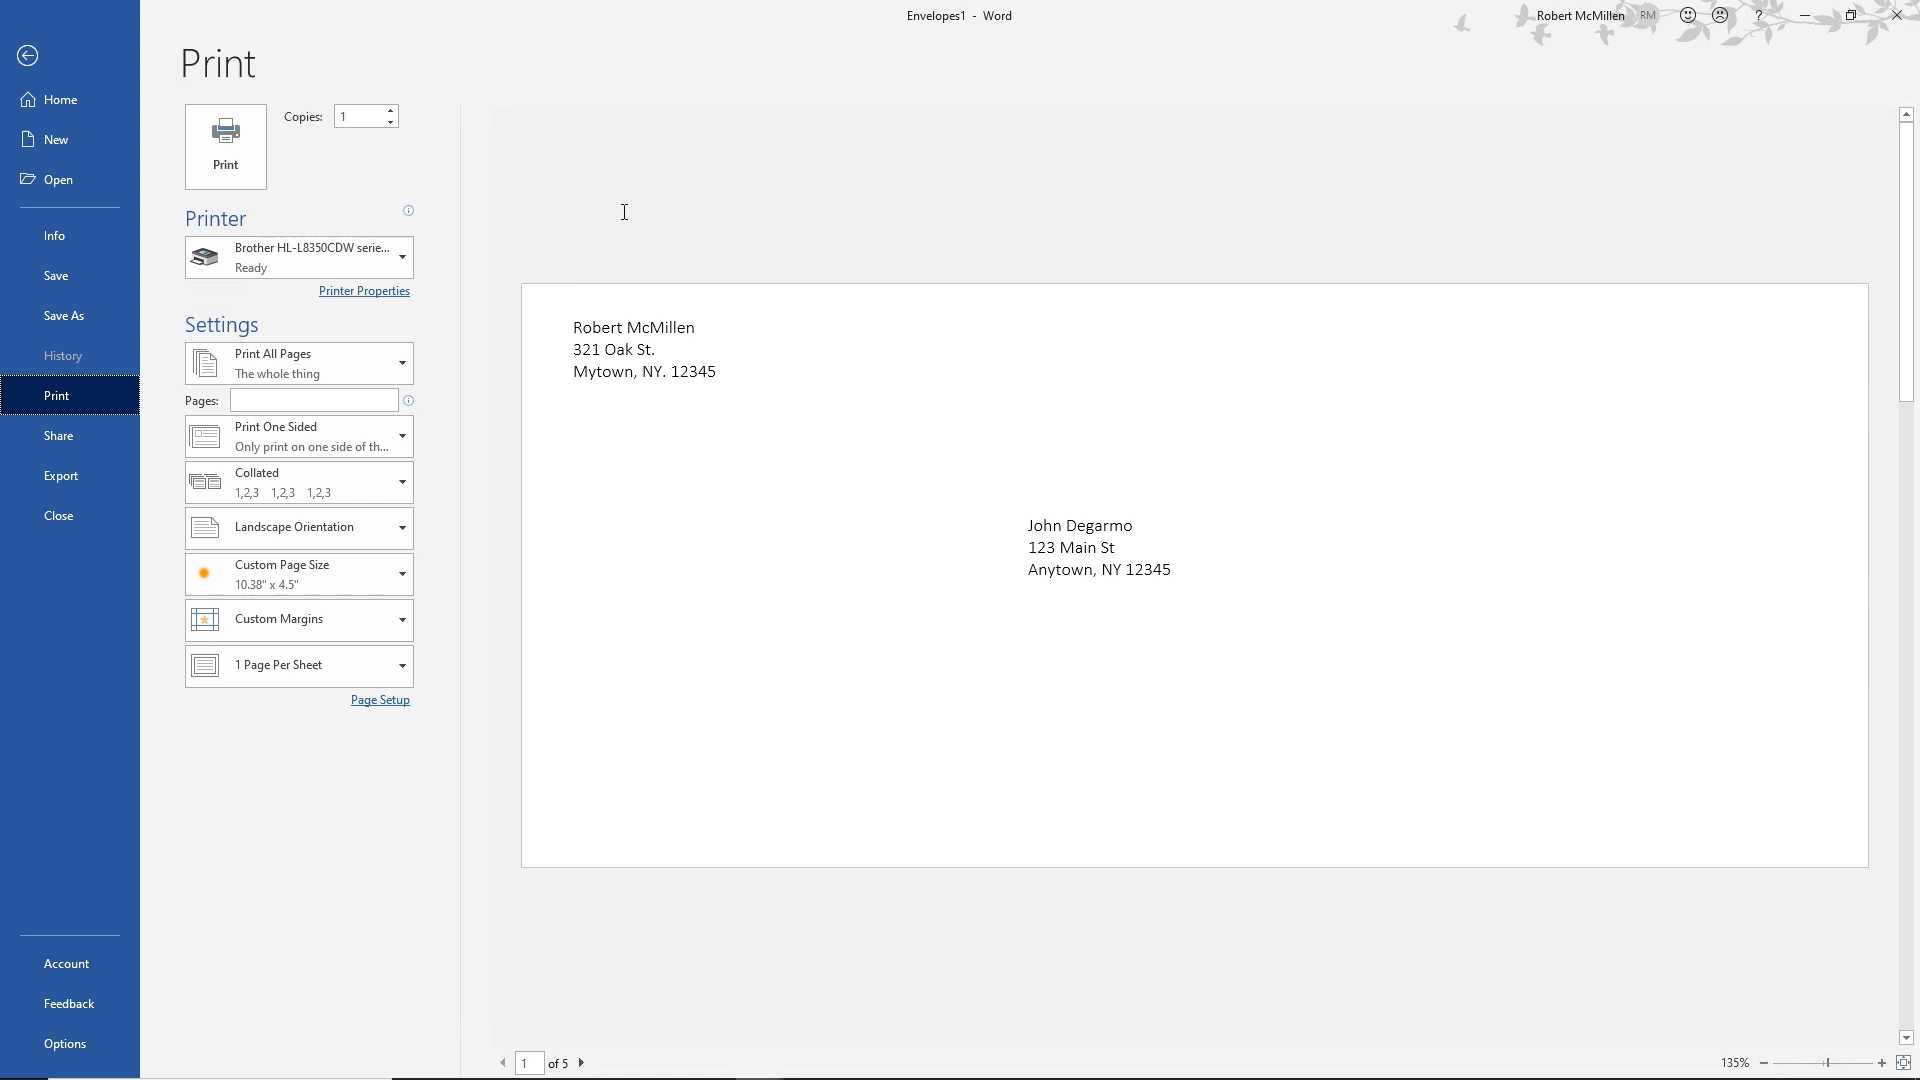 Envelopes1 - Word
Robert McMillen RM ?
Home
New
Open
Info
Save
Save As
History
Print
Share
Export
Close
Account
Feedback
Options
Print
Print
Copies: 1
Printer
Brother HL-L8350CDW serie...
Ready
Printer Properties
Settings
Print All Pages
The whole thing
Pages:
Print One Sided
Only print on one side of th...
Collated
1,2,3 1,2,3 1,2,3
Landscape Orientation
Custom Page Size
10.38" x 4.5"
Custom Margins
1 Page Per Sheet
Page Setup
Robert McMillen
321 Oak St.
Mytown, NY. 12345
John Degarmo
123 Main St
Anytown, NY 12345
1 of 5
135%